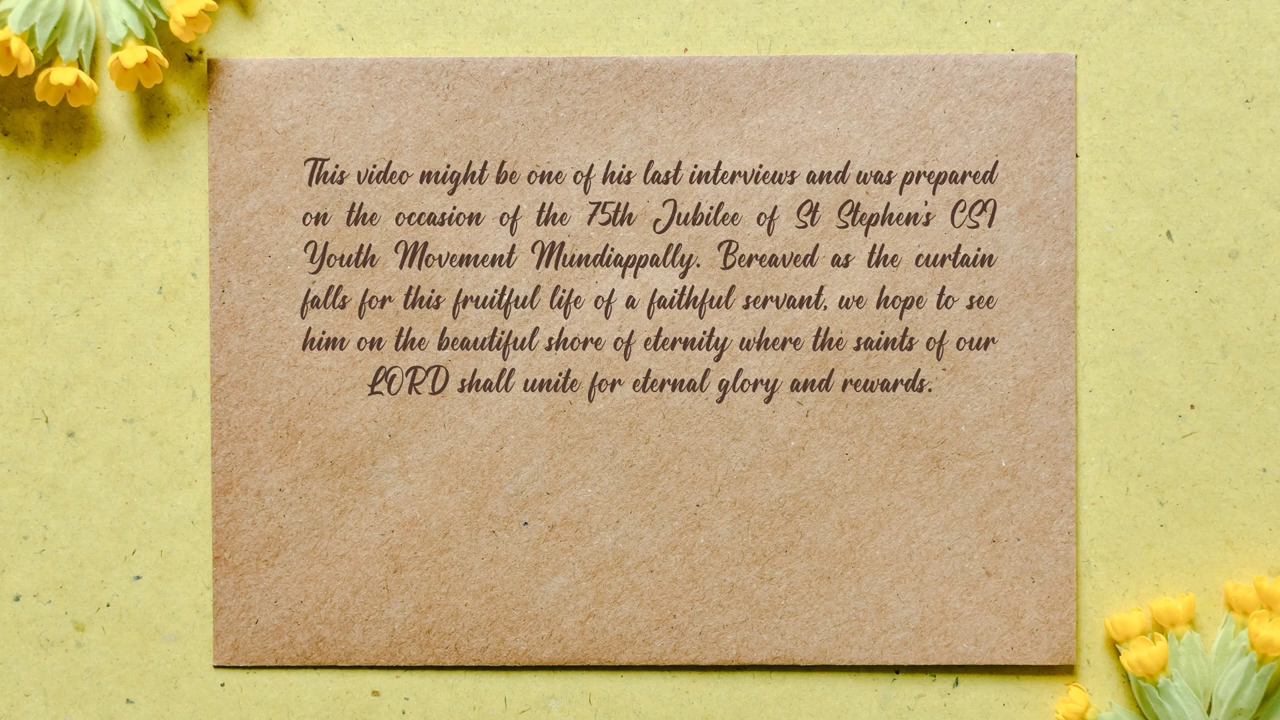 This video might be one of his last interviews and was prepared
on the occasion of the 75th Jubilee of St Stephen's CSI
Youth Movement Mundiappally. Bereaved as the curtain
falls for this fruitful life of a faithful servant, we hope to see
him on the beautiful shore of eternity where the saints of our
LORD shall unite for eternal glory and rewards.